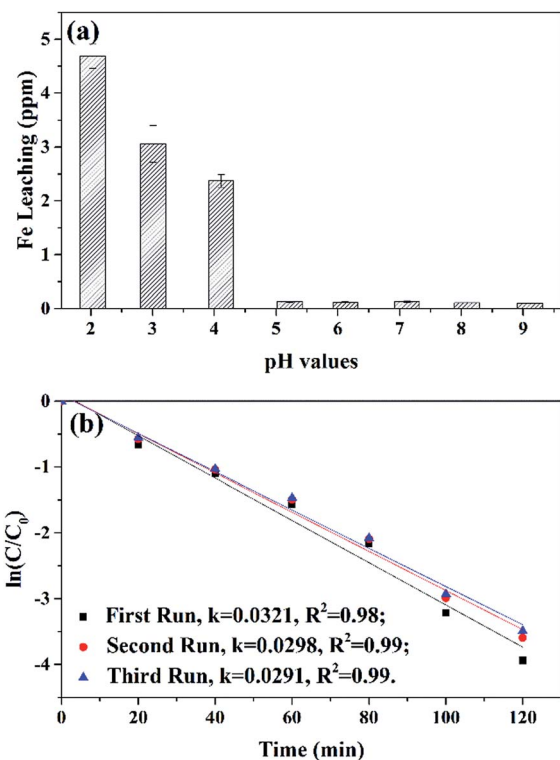 (a)
Fe Leaching (ppm)
5
4
3
2
1
0
2 3 4 5 6 7 8 9
pH values
(b)
ln(C/C₀)
0
-1
-2
-3
-4
First Run, k=0.0321, R²=0.98;
Second Run, k=0.0298, R²=0.99;
Third Run, k=0.0291, R²=0.99.
0 20 40 60 80 100 120
Time (min)